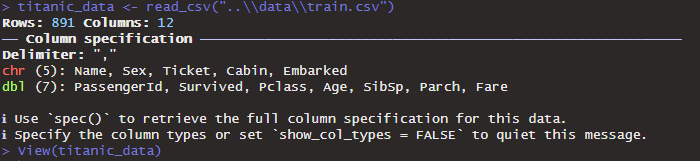 > titanic_data <- read_csv("..\\data\\train.csv")
Rows: 891 Columns: 12
── Column specification ────────────────────────────────────────────────────────
Delimiter: ","
chr (5): Name, Sex, Ticket, Cabin, Embarked
dbl (7): PassengerId, Survived, Pclass, Age, SibSp, Parch, Fare
ℹ Use `spec()` to retrieve the full column specification for this data.
ℹ Specify the column types or set `show_col_types = FALSE` to quiet this message.
> View(titanic_data)